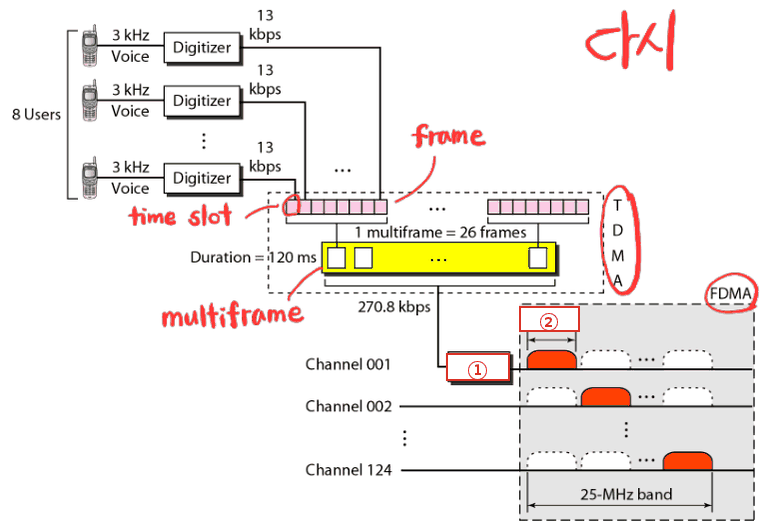 다시
13
kbps
3 kHz
Voice
Digitizer
13
kbps
3 kHz
Voice
Digitizer
8 Users
13
kbps
3 kHz
Voice
Digitizer
...
frame
time slot
...
T
D
M
A
1 multiframe = 26 frames
Duration = 120 ms
...
multiframe
270.8 kbps
FDMA
②
Channel 001
①
...
Channel 002
...
Channel 124
...
25-MHz band